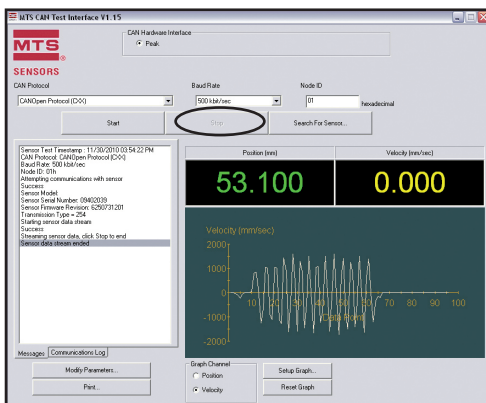 MTS CAN Test Interface V1.15
MTS
®
SENSORS
CAN Hardware Interface
Peak
CAN Protocol
Baud Rate
Node ID
CANOpen Protocol (CXX)
500 kbit/sec
01
hexadecimal
Start
Stop
Search For Sensor...
Sensor Test Timestamp : 11/30/2010 03:54:22 PM
CAN Protocol: CANOpen Protocol (CXX)
Baud Rate: 500 kbit/sec
Node ID: 01h
Attempting communications with sensor
Success
Sensor Model:
Sensor Serial Number: 09402039
Sensor Firmware Revision: 6250731201
Transmission Type = 254
Starting sensor data stream
Success
Streaming sensor data, click Stop to end
Sensor data stream ended
Messages
Communications Log
Modify Parameters...
Print...
Position (mm)
Velocity (mm/sec)
53.100
0.000
Velocity (mm/sec)
2000
1000
0
-1000
-2000
10 20 30 40 50 60 70 80 90 100
Data Point
Graph Channel
Position
Velocity
Setup Graph...
Reset Graph